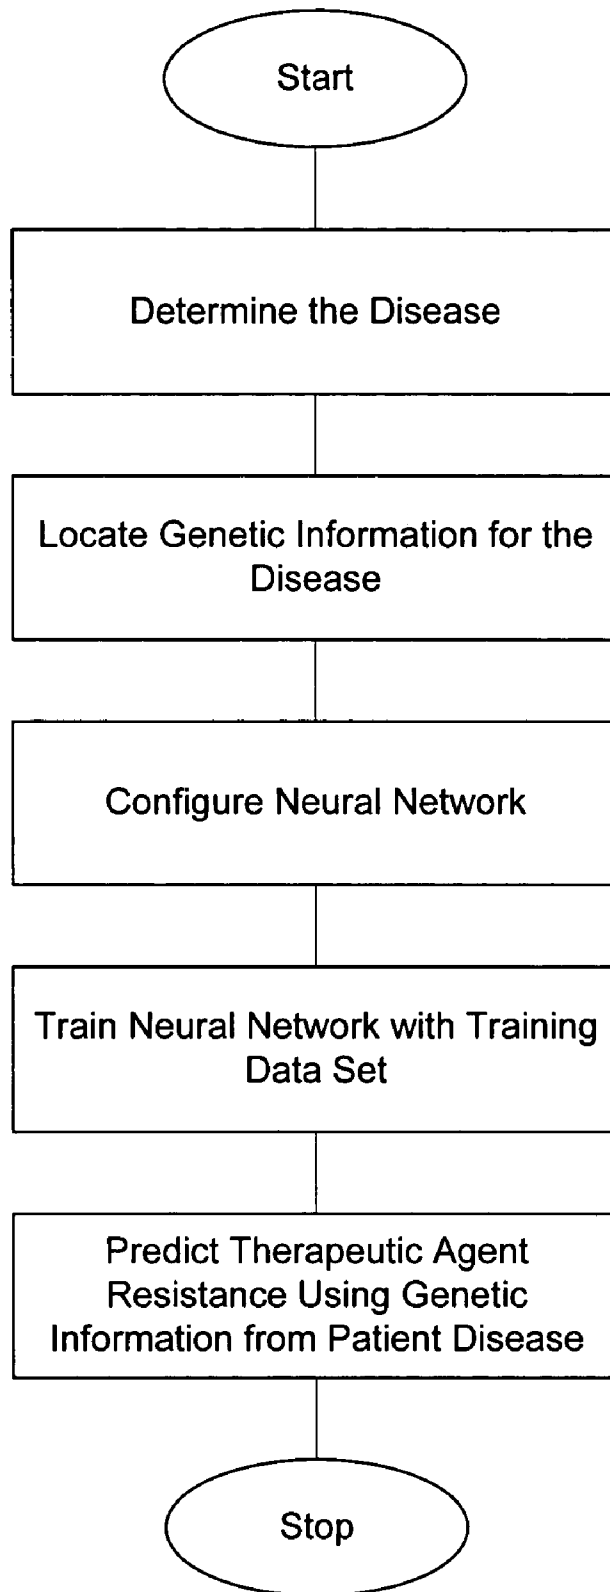 Start
Determine the Disease
Locate Genetic Information for the
Disease
Configure Neural Network
Train Neural Network with Training
Data Set
Predict Therapeutic Agent
Resistance Using Genetic
Information from Patient Disease
Stop